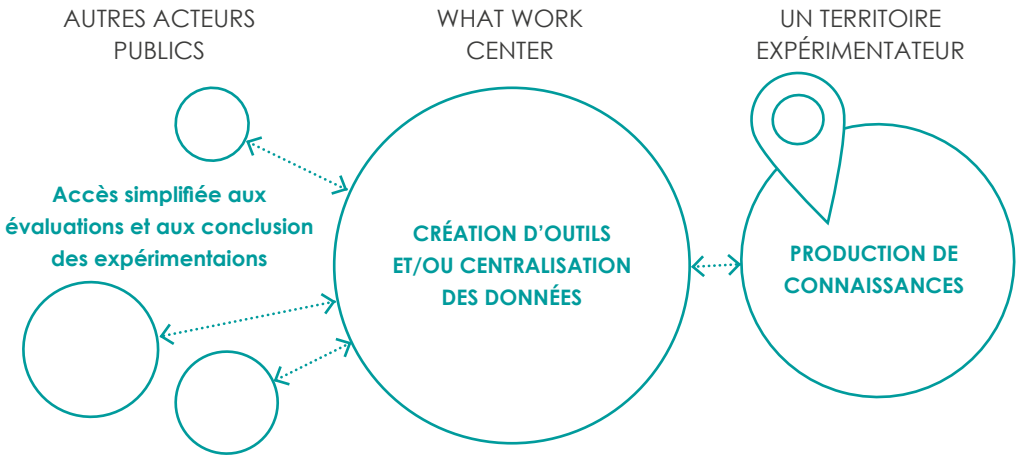 AUTRES ACTEURS
PUBLICS
WHAT WORK
CENTER
UN TERRITOIRE
EXPÉRIMENTATEUR
Accès simplifiée aux
évaluations et aux conclusion
des expérimentaions
CRÉATION D’OUTILS
ET/OU CENTRALISATION
DES DONNÉES
PRODUCTION DE
CONNAISSANCES